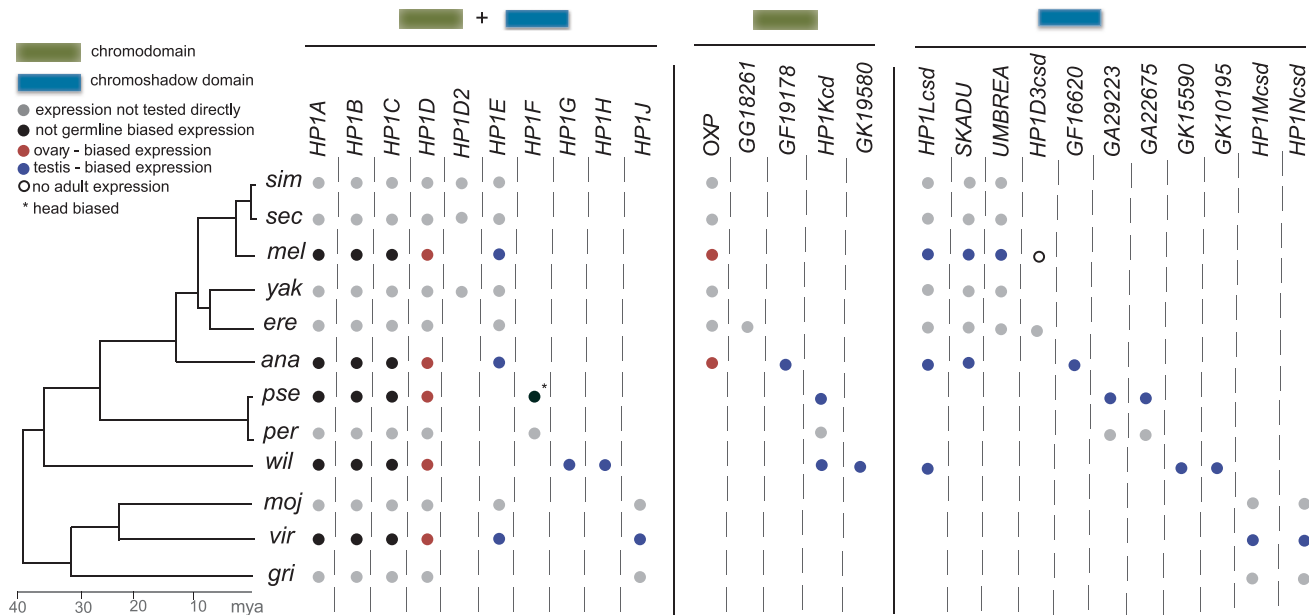 +
chromodomain
chromoshadow domain
expression not tested directly
not germline biased expression
ovary - biased expression
testis - biased expression
no adult expression
* head biased
HP1A
HP1B
HP1C
HP1D
HP1D2
HP1E
HP1F
HP1G
HP1H
HP1J
OXP
GG18261
GF19178
HP1Kcd
GK19580
HP1Lcsd
SKADU
UMBREA
HP1D3csd
GF16620
GA29223
GA22675
GK15590
GK10195
HP1Mcsd
HP1Ncsd
sim
sec
mel
yak
ere
ana
pse
*
per
wil
moj
vir
gri
40 30 20 10 mya